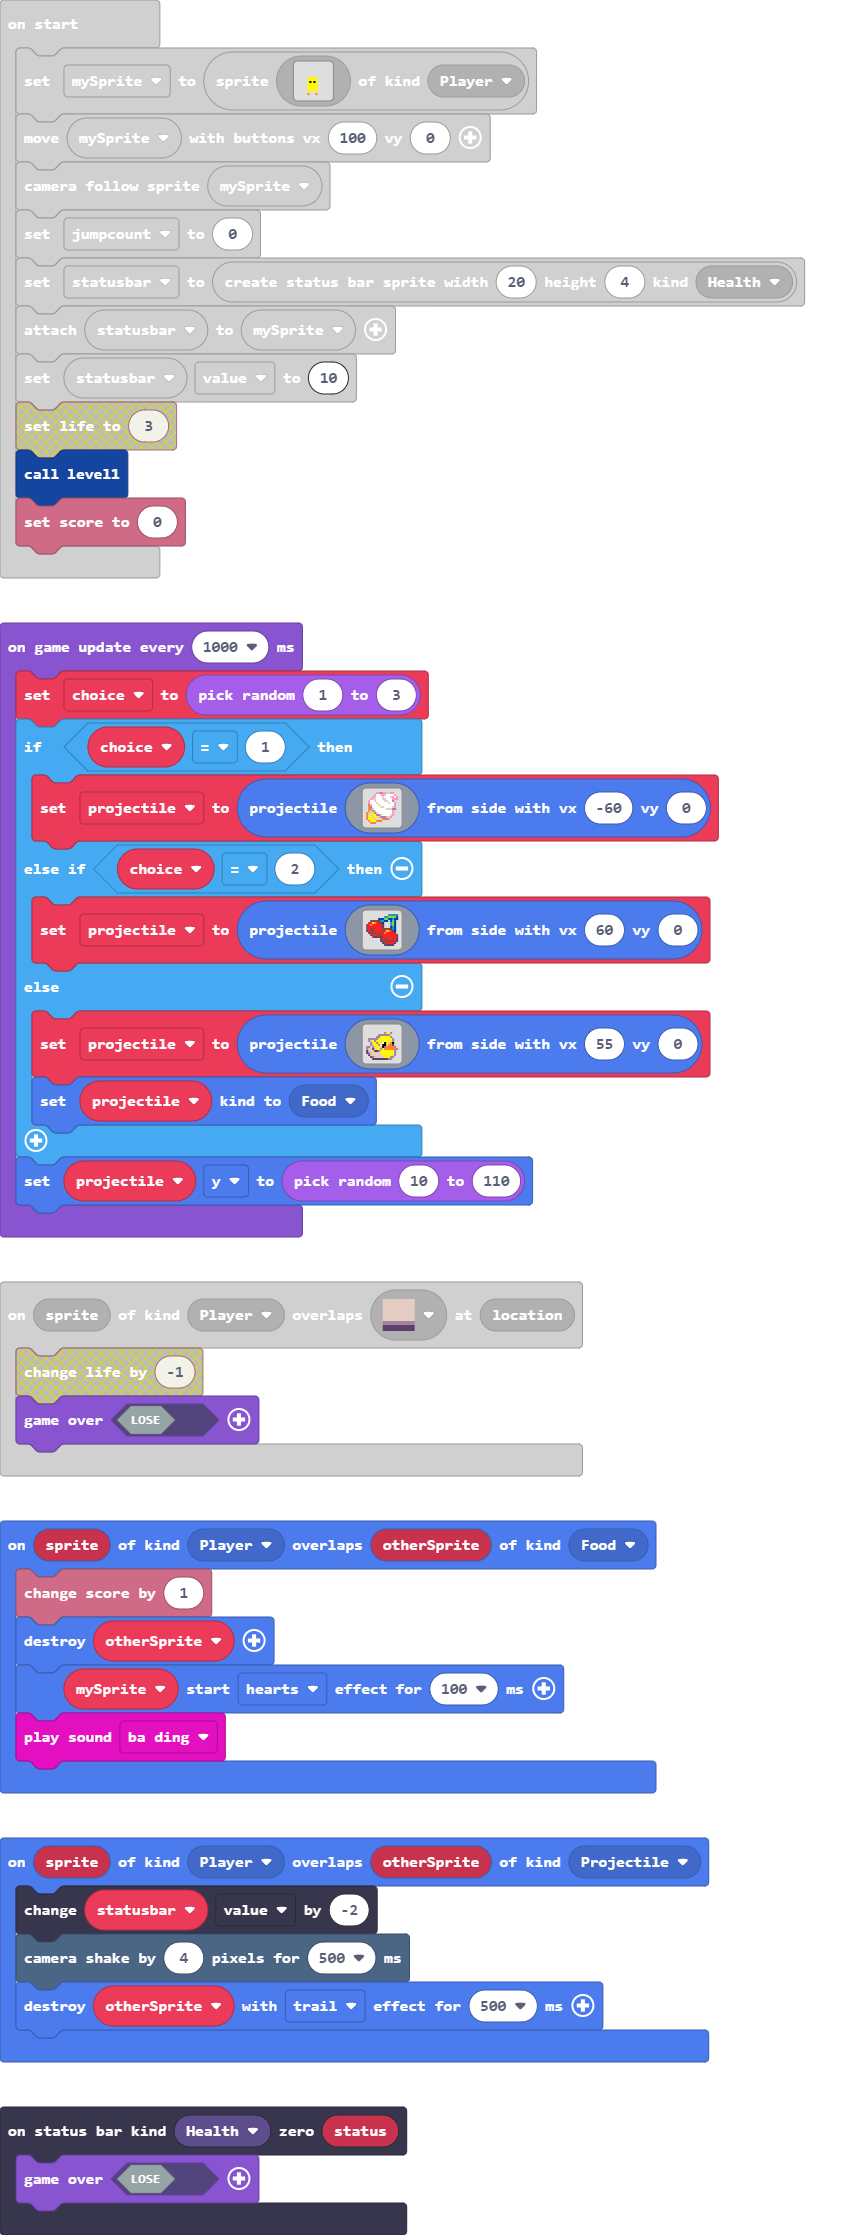 on start
set mySprite to sprite of kind Player
move mySprite with buttons vx 100 vy 0
camera follow sprite mySprite
set jumpcount to 0
set statusbar to create status bar sprite width 20 height 4 kind Health
attach statusbar to mySprite
set statusbar value to 10
set life to 3
call level1
set score to 0
on game update every 1000 ms
set choice to pick random 1 to 3
if choice = 1 then
set projectile to projectile from side with vx -60 vy 0
else if choice = 2 then
set projectile to projectile from side with vx 60 vy 0
else
set projectile to projectile from side with vx 55 vy 0
set projectile kind to Food
set projectile y to pick random 10 to 110
on sprite of kind Player overlaps at location
change life by -1
game over LOSE
on sprite of kind Player overlaps otherSprite of kind Food
change score by 1
destroy otherSprite
mySprite start hearts effect for 100 ms
play sound ba ding
on sprite of kind Player overlaps otherSprite of kind Projectile
change statusbar value by -2
camera shake by 4 pixels for 500 ms
destroy otherSprite with trail effect for 500 ms
on status bar kind Health zero status
game over LOSE